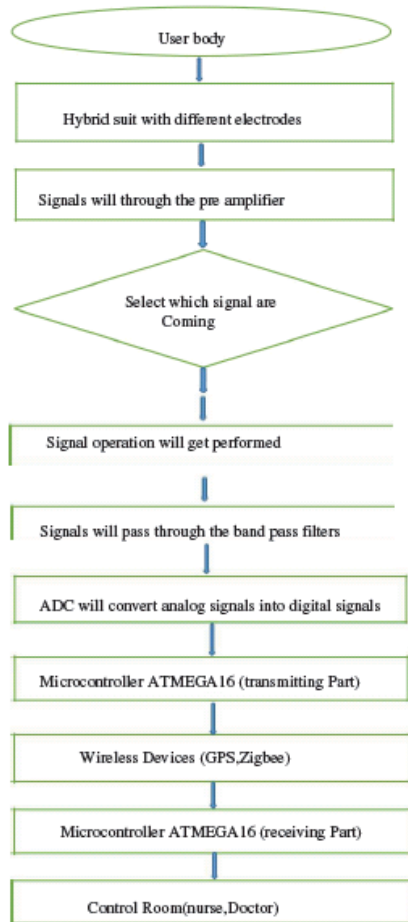 User body
Hybrid suit with different electrodes
Signals will through the pre amplifier
Select which signal are
Coming
Signal operation will get performed
Signals will pass through the band pass filters
ADC will convert analog signals into digital signals
Microcontroller ATMEGA16 (transmitting Part)
Wireless Devices (GPS,Zigbee)
Microcontroller ATMEGA16 (receiving Part)
Control Room(nurse,Doctor)